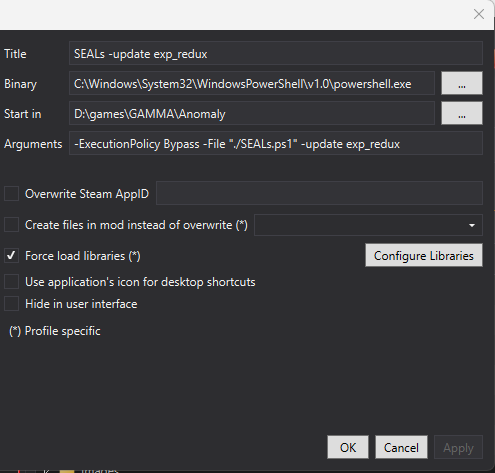 Title SEALs -update exp_redux
Binary C:\Windows\System32\WindowsPowerShell\v1.0\powershell.exe ...
Start in D:\games\GAMMA\Anomaly ...
Arguments -ExecutionPolicy Bypass -File "./SEALs.ps1" -update exp_redux
Overwrite Steam AppID
Create files in mod instead of overwrite (*)
Force load libraries (*) Configure Libraries
Use application's icon for desktop shortcuts
Hide in user interface
(*) Profile specific
OK Cancel Apply